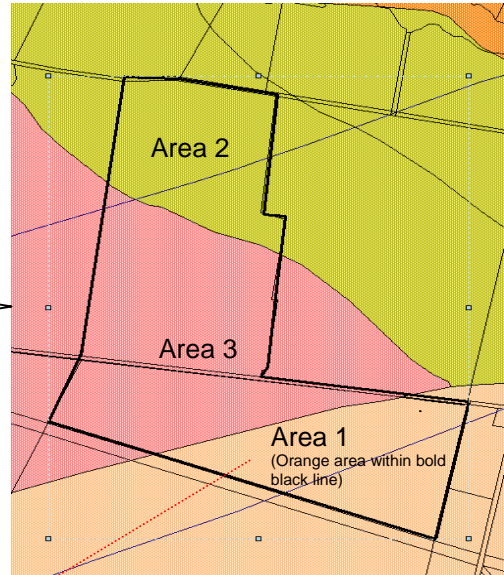 Area 2
Area 3
Area 1
(Orange area within bold
black line)